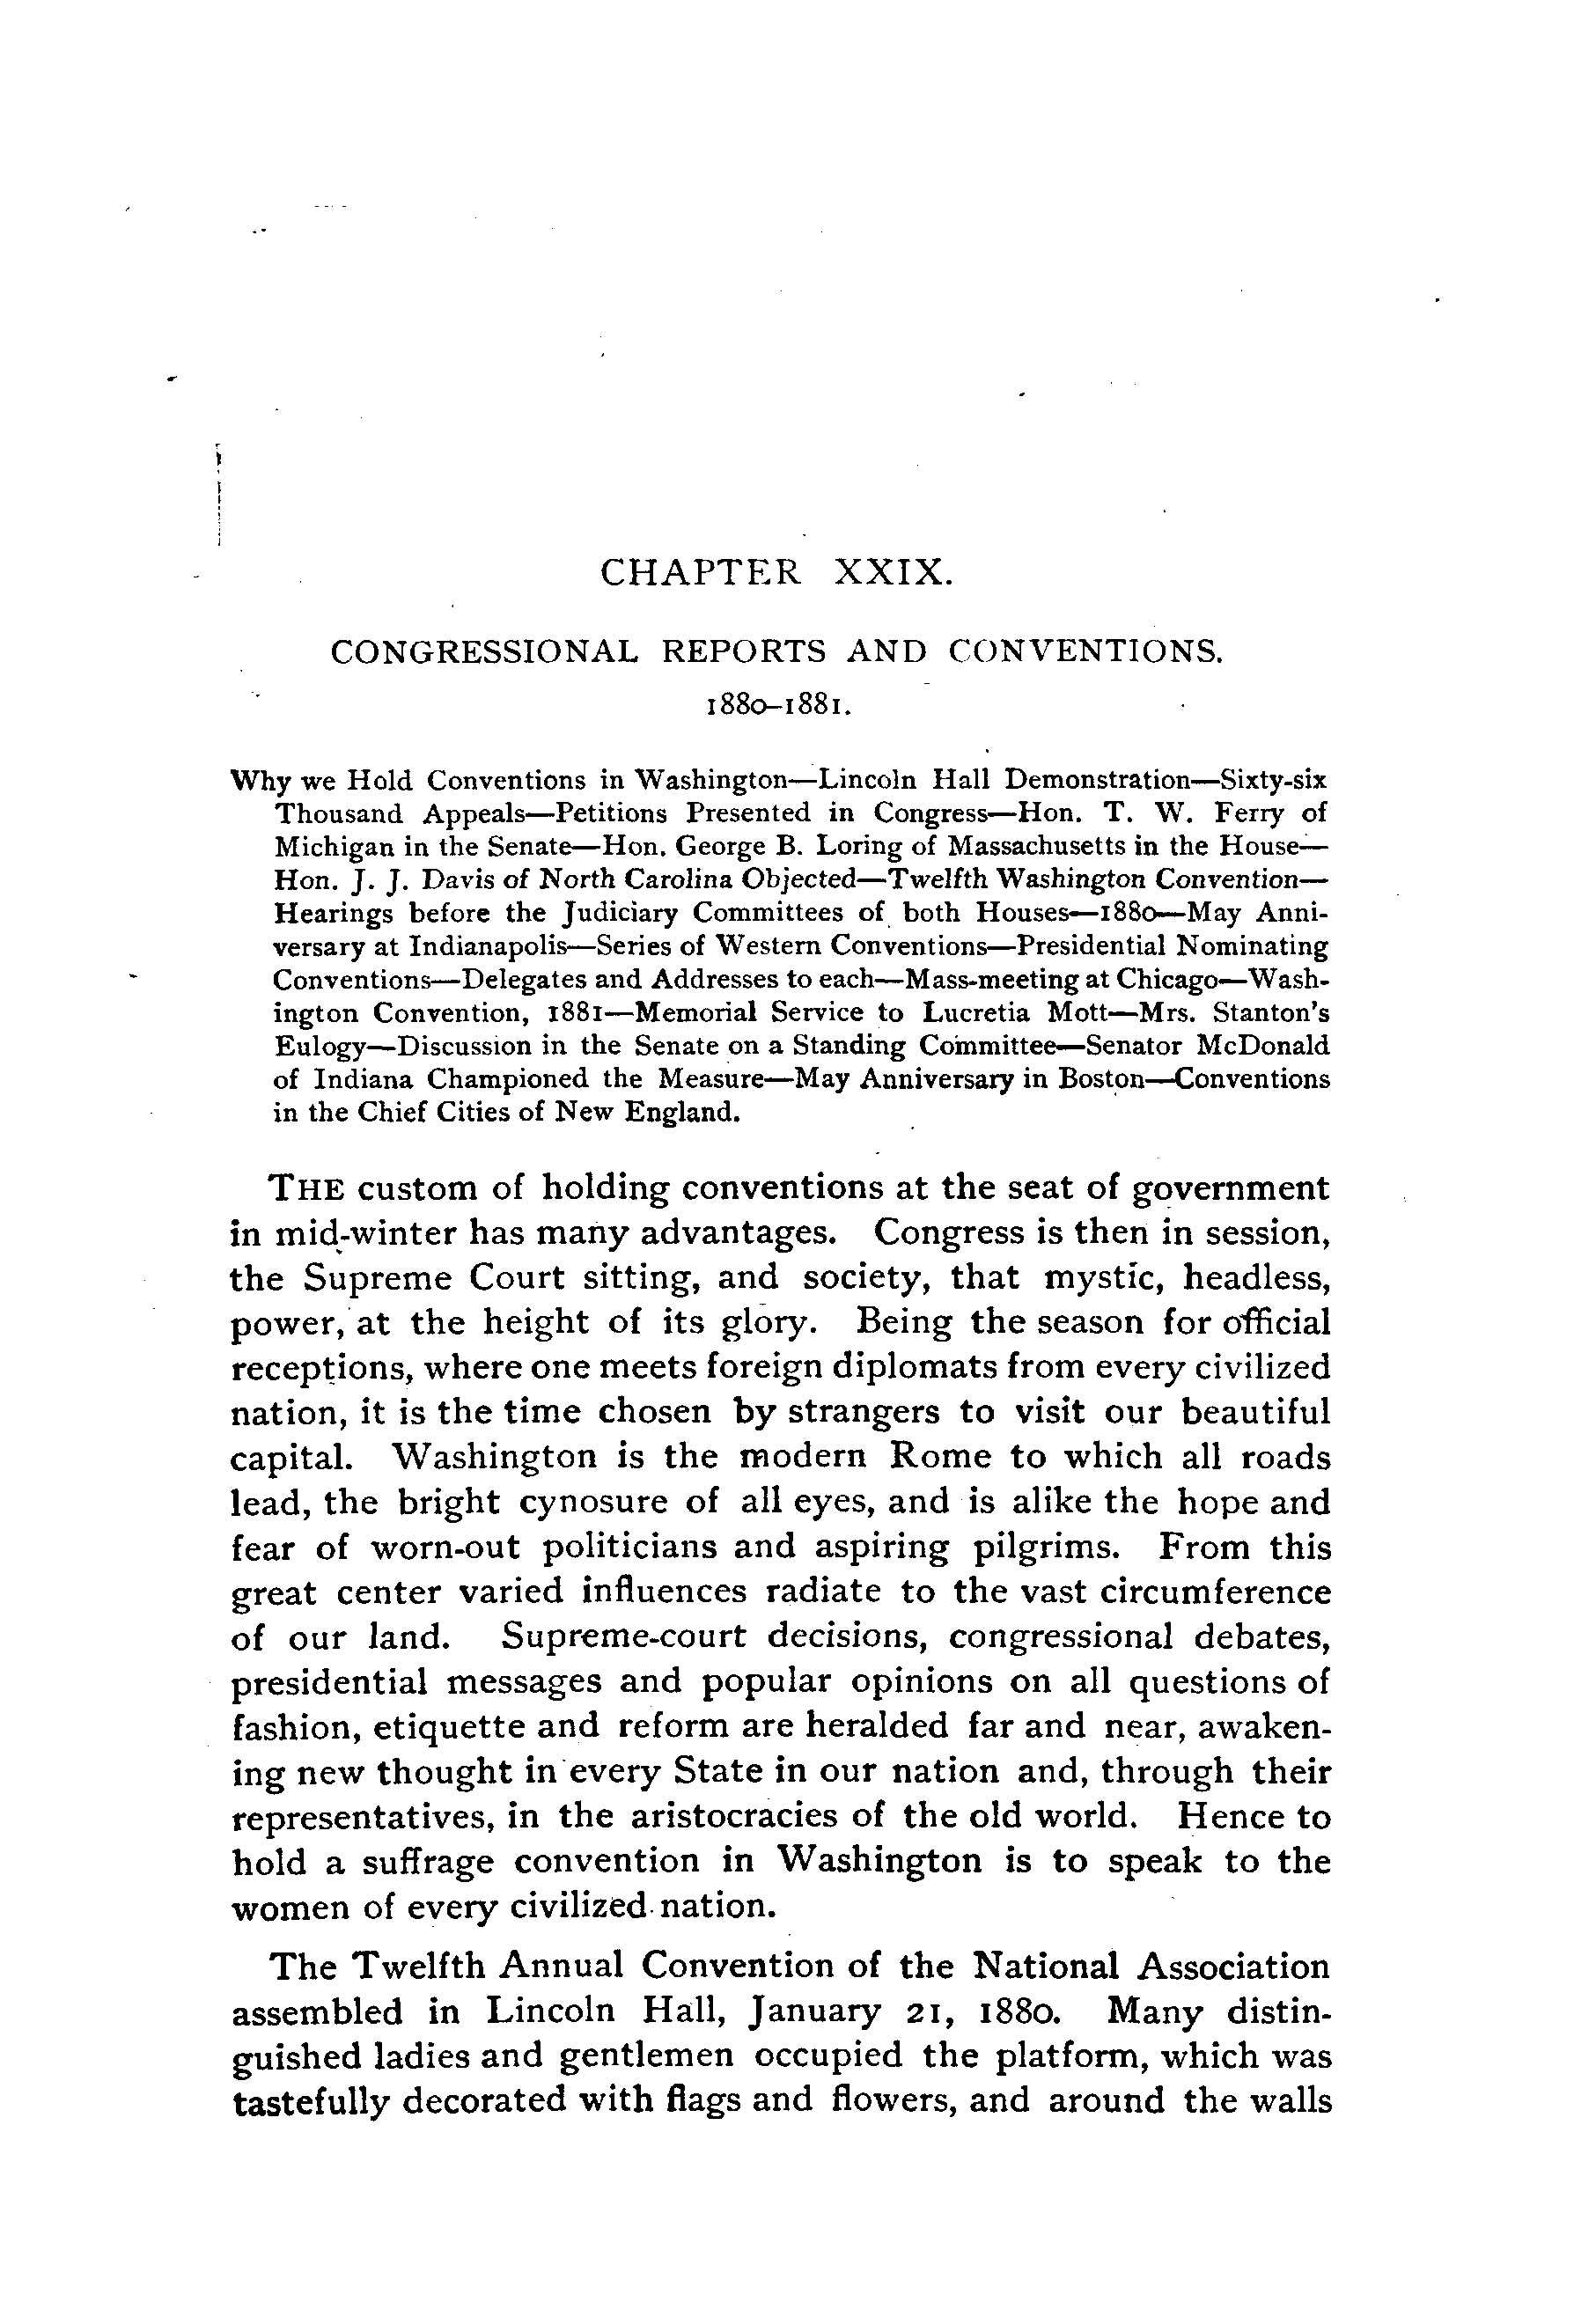 CHAPTER XXIX.
CONGRESSIONAL REPORTS AND CONVENTIONS.
1880–1881.
Why we Hold Conventions in Washington—Lincoln Hall Demonstration—Sixty-six
Thousand Appeals—Petitions Presented in Congress—Hon. T. W. Ferry of
Michigan in the Senate—Hon. George B. Loring of Massachusetts in the House—
Hon. J. J. Davis of North Carolina Objected—Twelfth Washington Convention—
Hearings before the Judiciary Committees of both Houses—1880—May Anni-
versary at Indianapolis—Series of Western Conventions—Presidential Nominating
Conventions—Delegates and Addresses to each—Mass-meeting at Chicago—Wash-
ington Convention, 1881—Memorial Service to Lucretia Mott—Mrs. Stanton's
Eulogy—Discussion in the Senate on a Standing Committee—Senator McDonald
of Indiana Championed the Measure—May Anniversary in Boston—Conventions
in the Chief Cities of New England.
THE custom of holding conventions at the seat of government
in mid-winter has many advantages. Congress is then in session,
the Supreme Court sitting, and society, that mystic, headless,
power, at the height of its glory. Being the season for official
receptions, where one meets foreign diplomats from every civilized
nation, it is the time chosen by strangers to visit our beautiful
capital. Washington is the modern Rome to which all roads
lead, the bright cynosure of all eyes, and is alike the hope and
fear of worn-out politicians and aspiring pilgrims. From this
great center varied influences radiate to the vast circumference
of our land. Supreme-court decisions, congressional debates,
presidential messages and popular opinions on all questions of
fashion, etiquette and reform are heralded far and near, awaken-
ing new thought in every State in our nation and, through their
representatives, in the aristocracies of the old world. Hence to
hold a suffrage convention in Washington is to speak to the
women of every civilized nation.
The Twelfth Annual Convention of the National Association
assembled in Lincoln Hall, January 21, 1880. Many distin-
guished ladies and gentlemen occupied the platform, which was
tastefully decorated with flags and flowers, and around the walls